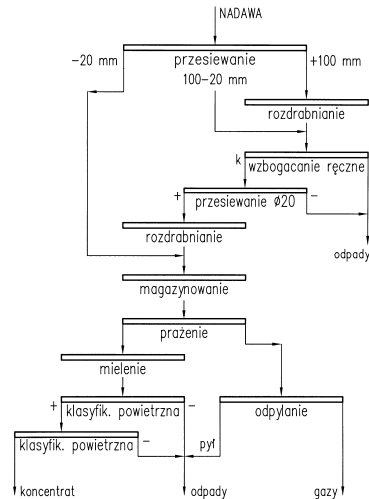 NADAWA
-20 mm
przesiewanie
+100 mm
100-20 mm
rozdrabnianie
k
wzbogacanie ręczne
+
przesiewanie Ø20
-
rozdrabnianie
odpady
magazynowanie
prażenie
mielenie
+
klasyfik. powietrzna
-
odpylanie
klasyfik. powietrzna
-
pył
koncentrat
odpady
gazy